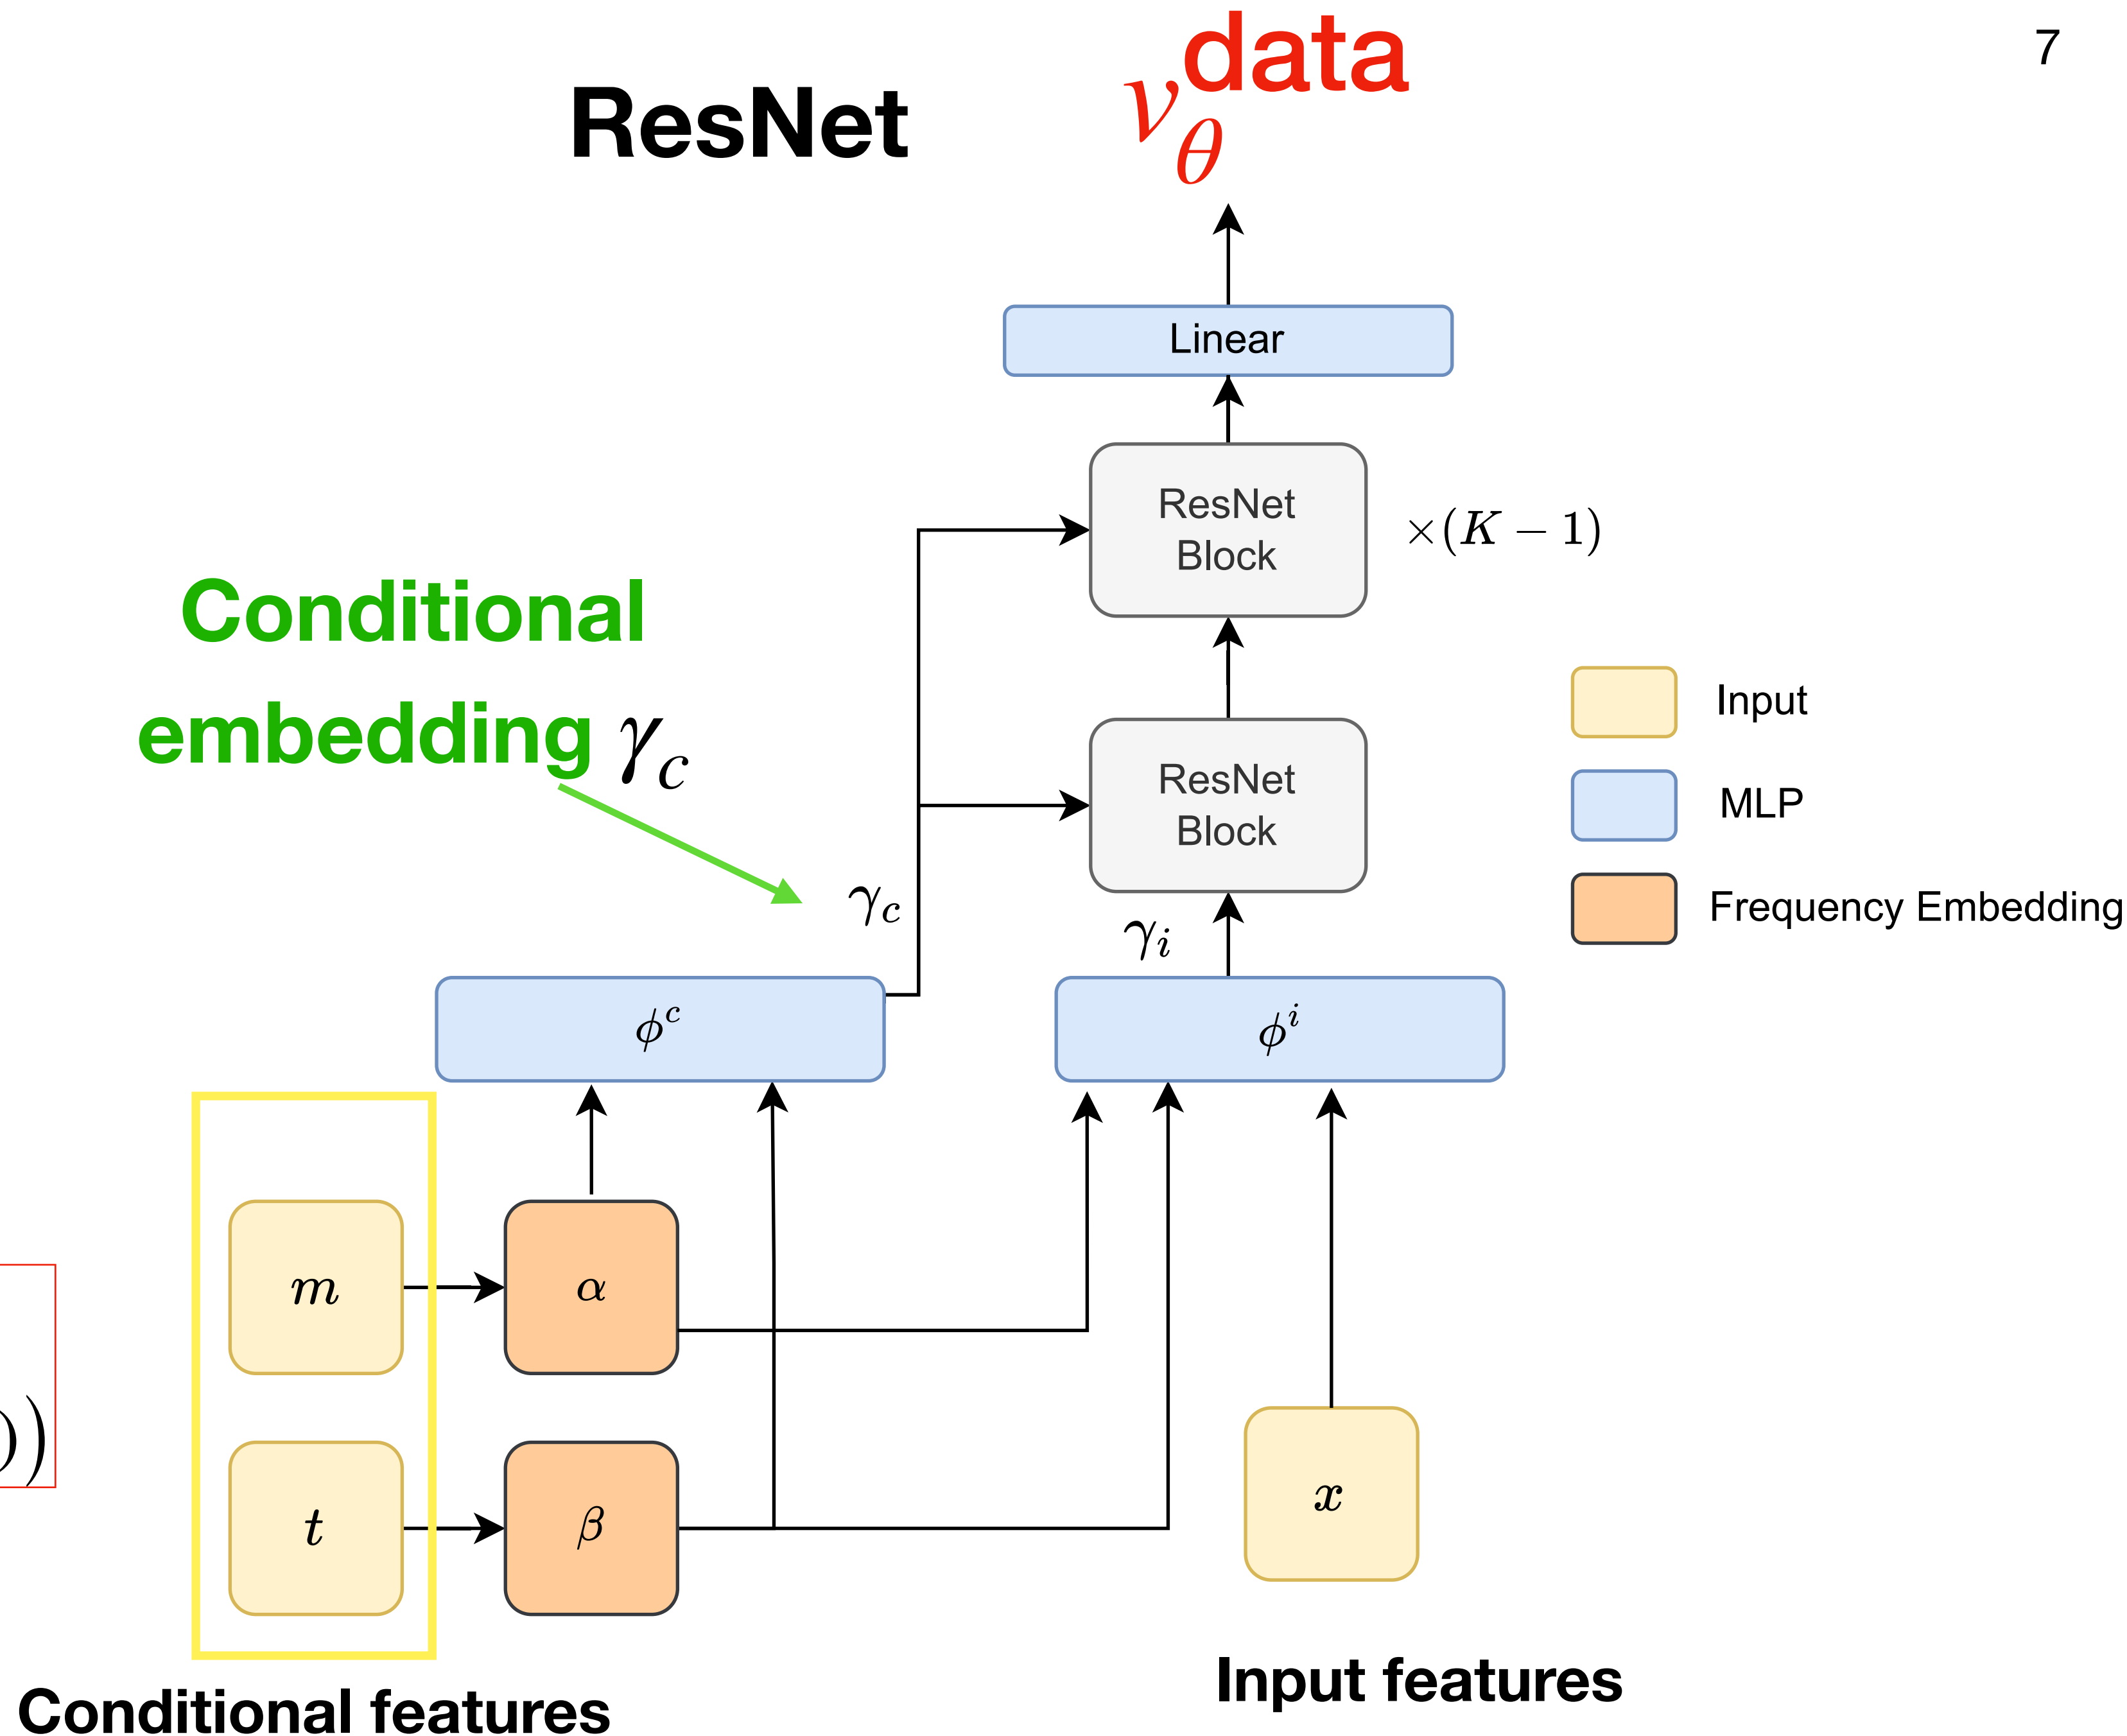 7
ResNet
ν_θ^data
Linear
ResNet
Block
×(K − 1)
Conditional
embedding γ_c
ResNet
Block
Input
MLP
Frequency Embedding
γ_c
γ_i
ϕ^c
ϕ^i
m
α
))
t
β
x
Input features
Conditional features